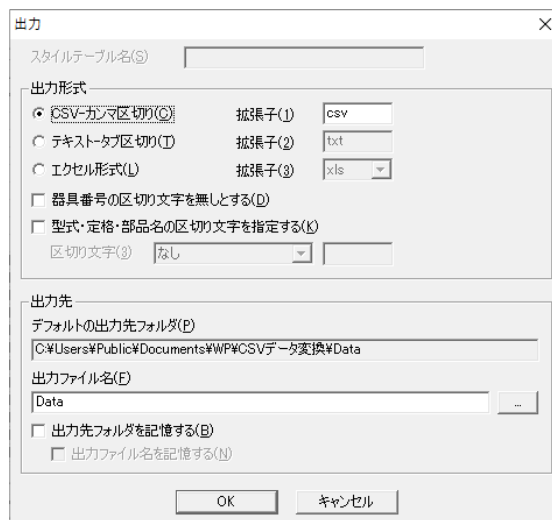 出力
スタイルテーブル名(S)
出力形式
CSV-カンマ区切り(C) 拡張子(1) csv
テキスト-タブ区切り(T) 拡張子(2) txt
エクセル形式(L) 拡張子(3) xls
器具番号の区切り文字を無しとする(D)
型式・定格・部品名の区切り文字を指定する(K)
区切り文字(3) なし
出力先
デフォルトの出力先フォルダ(P)
C:¥Users¥Public¥Documents¥WP¥CSVデータ変換¥Data
出力ファイル名(F)
Data ...
出力先フォルダを記憶する(B)
出力ファイル名を記憶する(N)
OK キャンセル